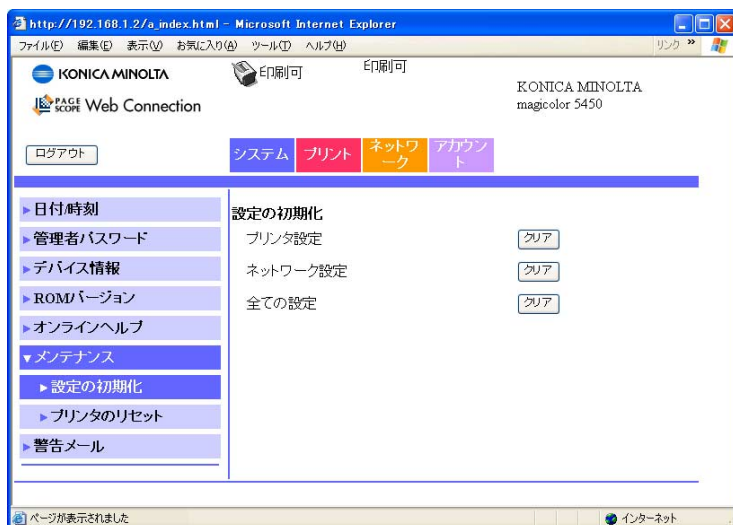 http://192.168.1.2/a_index.html - Microsoft Internet Explorer
ファイル(F) 編集(E) 表示(V) お気に入り(A) ツール(T) ヘルプ(H) リンク »
KONICA MINOLTA
印刷可
印刷可
KONICA MINOLTA
magicolor 5450
PAGE SCOPE Web Connection
ログアウト
システム
プリント
ネットワ
ーク
アカウン
ト
日付/時刻
管理者パスワード
デバイス情報
ROMバージョン
オンラインヘルプ
メンテナンス
設定の初期化
プリンタのリセット
警告メール
設定の初期化
プリンタ設定 クリア
ネットワーク設定 クリア
全ての設定 クリア
ページが表示されました インターネット